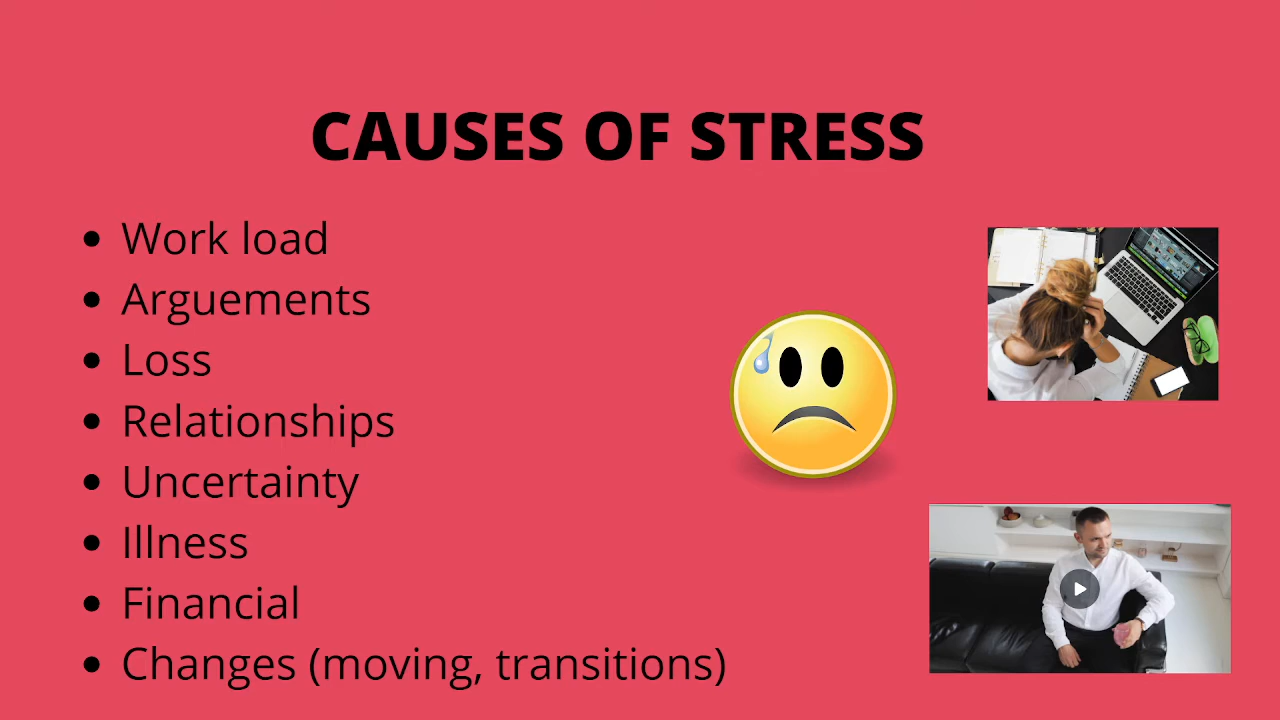 CAUSES OF STRESS
• Work load
• Arguements
• Loss
• Relationships
• Uncertainty
• Illness
• Financial
• Changes (moving, transitions)